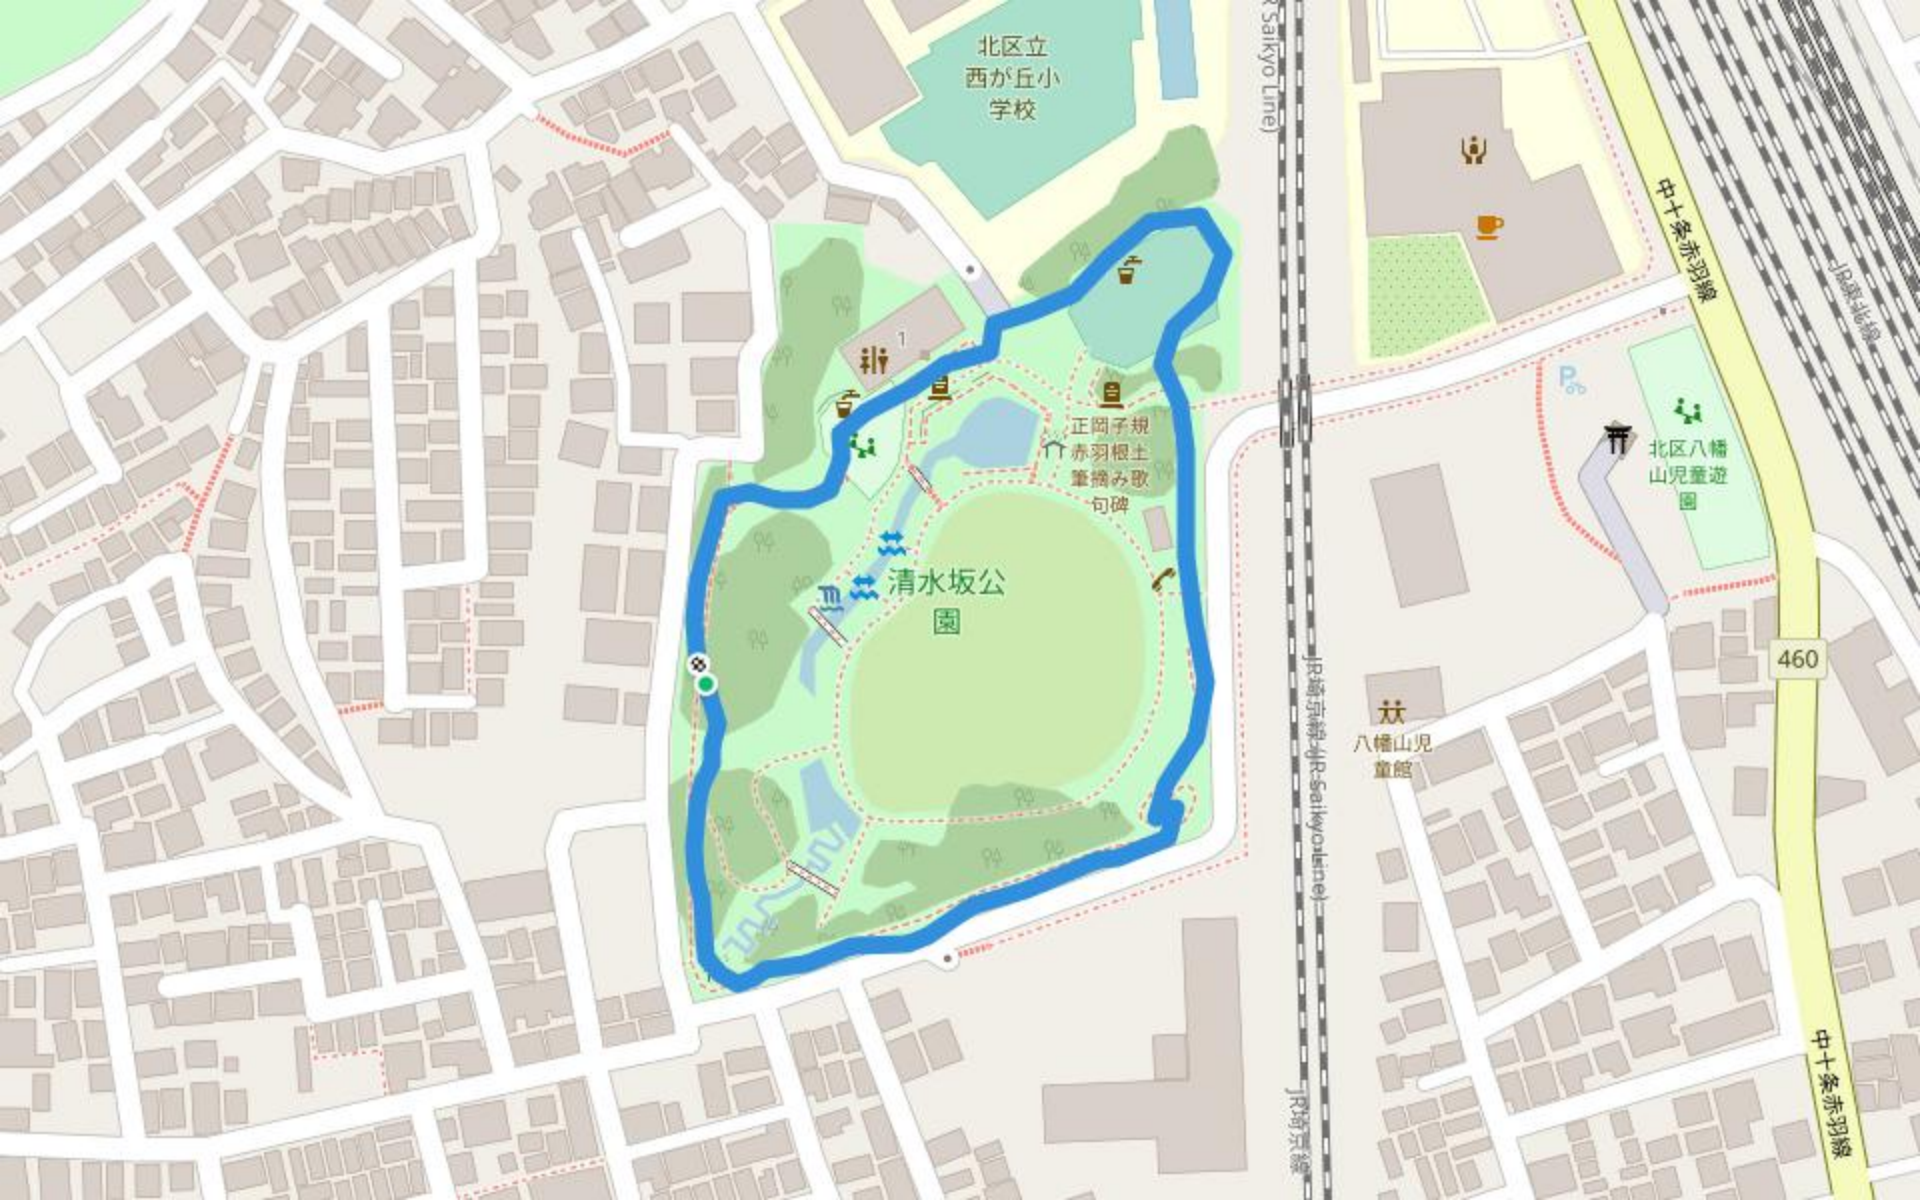 北区立
西が丘小
学校
R Saikyo Line)
中十条赤羽線
JR東北線
1
正岡子規
赤羽根土
筆摘み歌
句碑
P
北区八幡
山児童遊
園
清水坂公
園
460
八幡山児
童館
JR埼京線 (JR Saikyo Line)
JR埼京線
中十条赤羽線